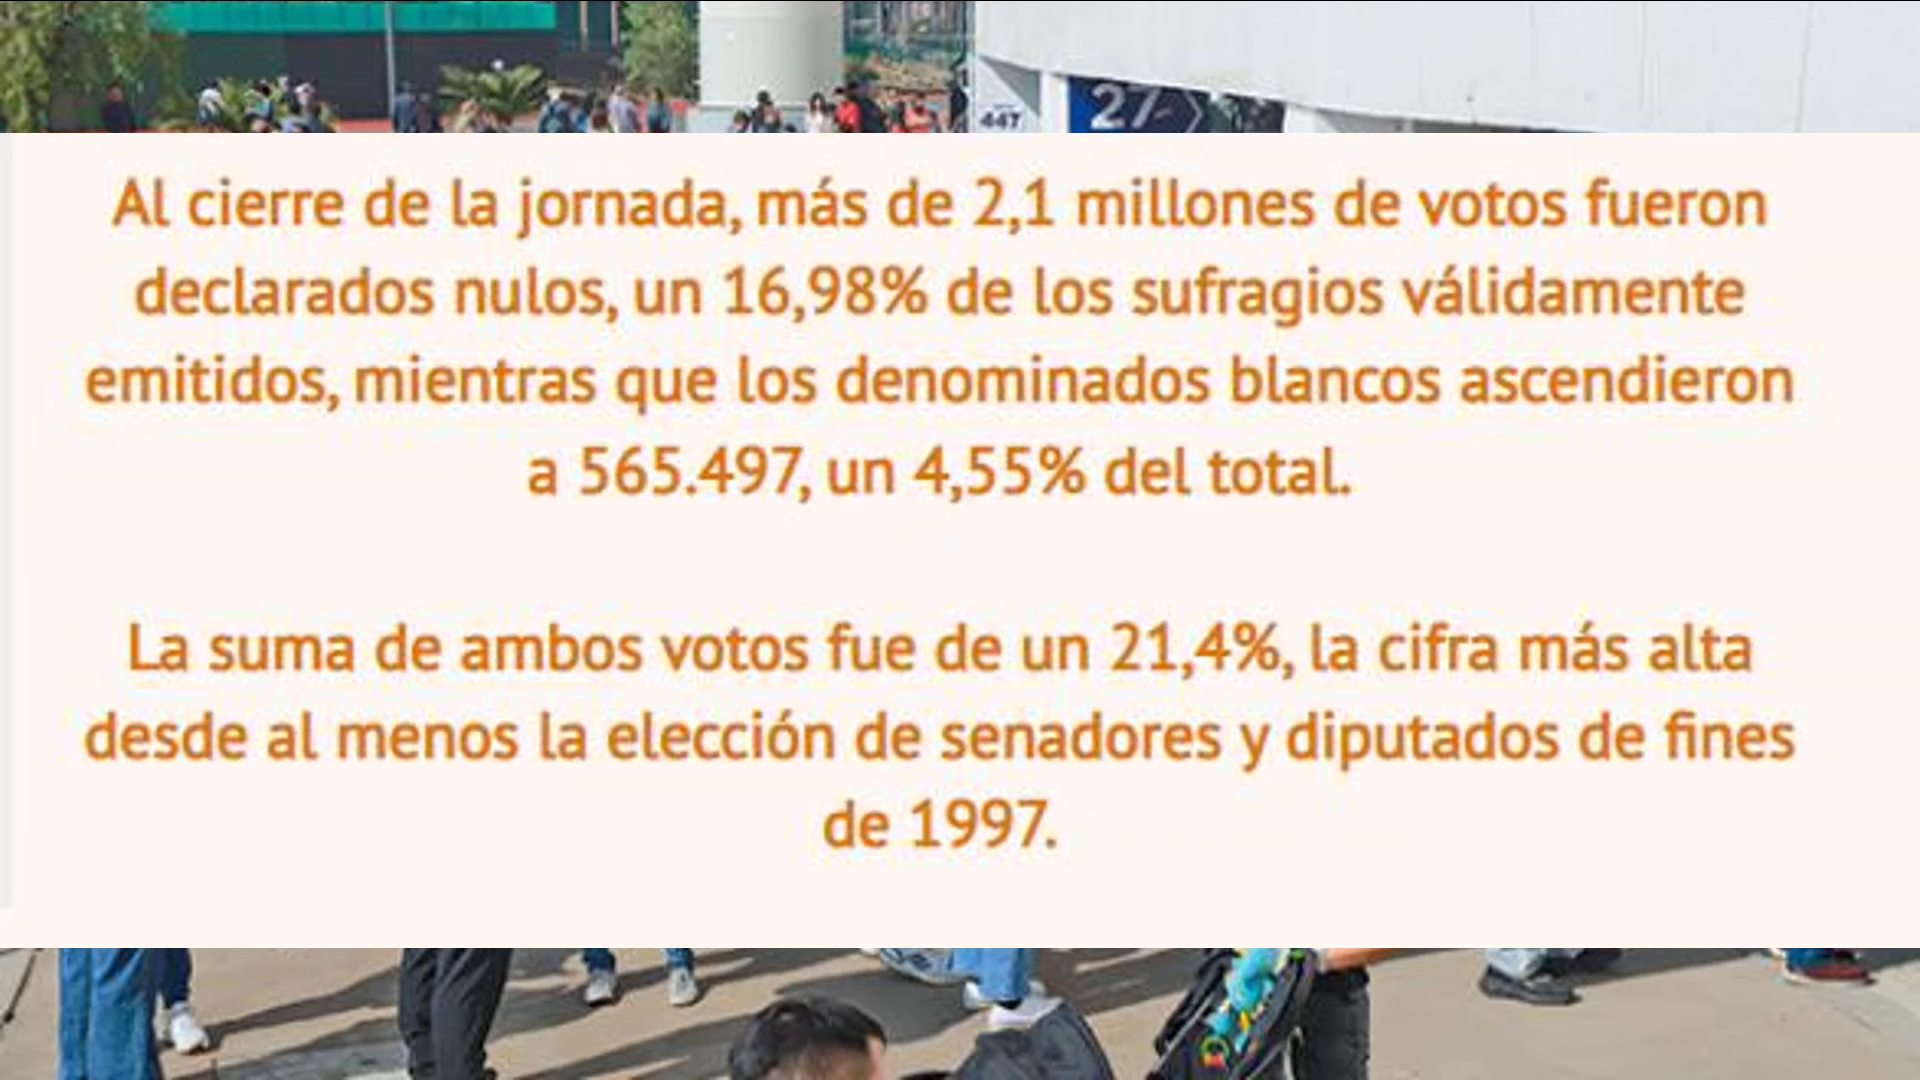 27
447
Al cierre de la jornada, más de 2,1 millones de votos fueron
declarados nulos, un 16,98% de los sufragios válidamente
emitidos, mientras que los denominados blancos ascendieron
a 565.497, un 4,55% del total.
La suma de ambos votos fue de un 21,4%, la cifra más alta
desde al menos la elección de senadores y diputados de fines
de 1997.